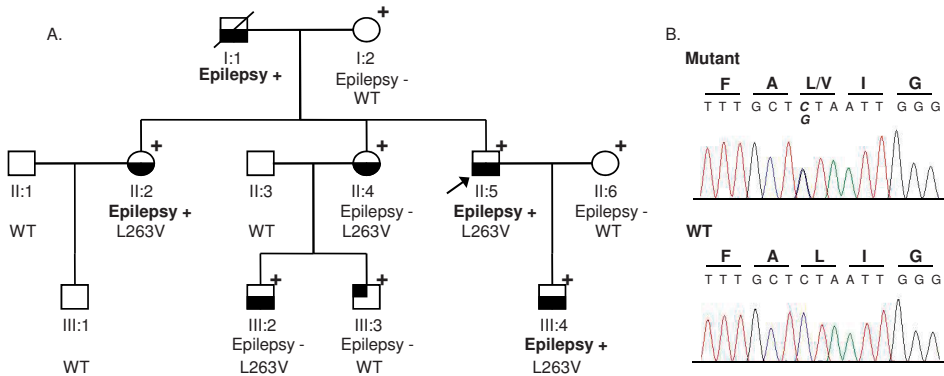 A.
I:1
Epilepsy +
+
I:2
Epilepsy -
WT
II:1
WT
+
II:2
Epilepsy +
L263V
II:3
WT
+
II:4
Epilepsy -
L263V
+
II:5
Epilepsy +
L263V
+
II:6
Epilepsy -
WT
III:1
WT
+
III:2
Epilepsy -
L263V
+
III:3
Epilepsy -
WT
+
III:4
Epilepsy +
L263V
B.
Mutant
F A L/V I G
T T T G C T C T A A T T G G G
G
WT
F A L I G
T T T G C T C T A A T T G G G